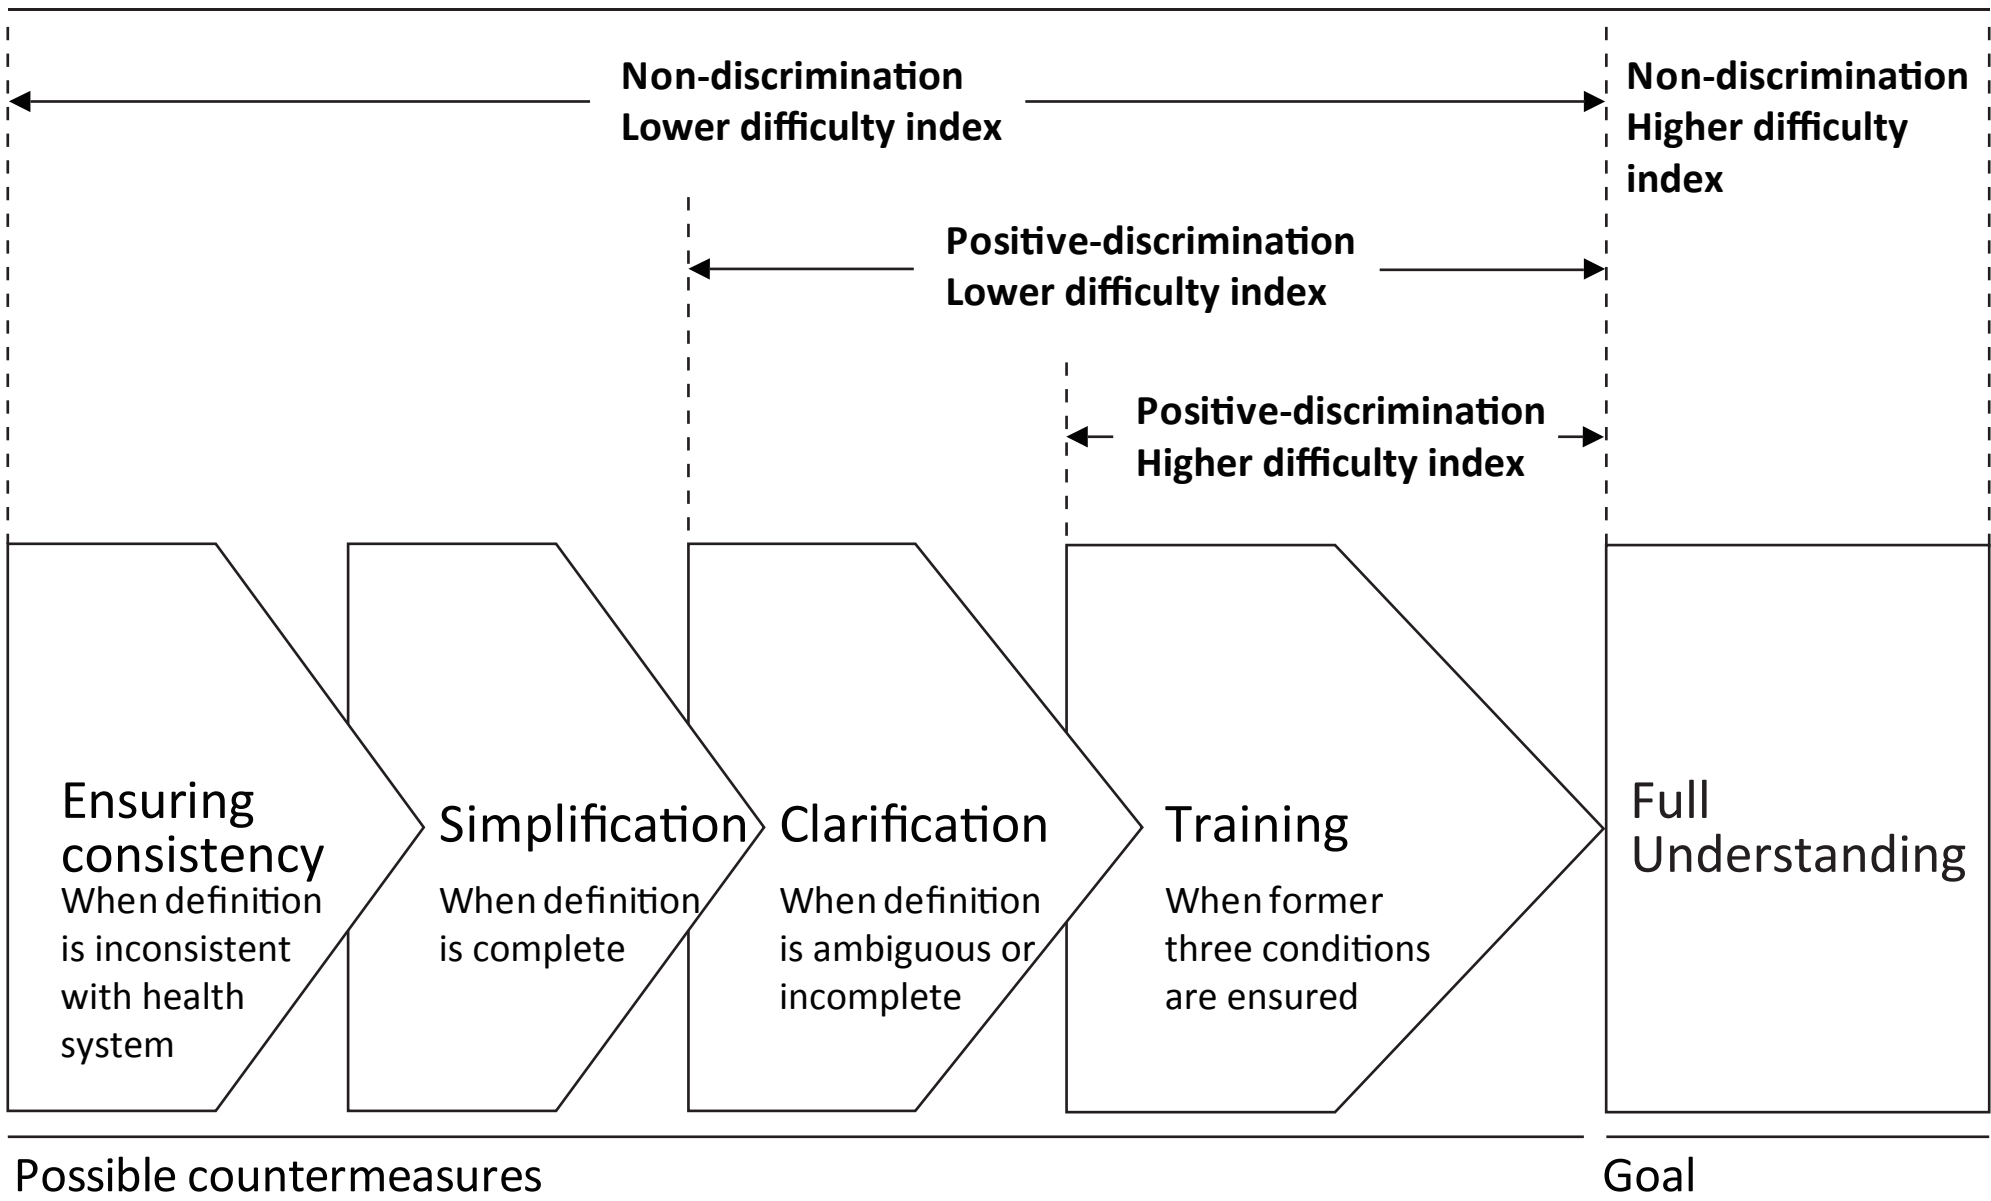 Non-discrimination
Lower difficulty index
Non-discrimination
Higher difficulty
index
Positive-discrimination
Lower difficulty index
Positive-discrimination
Higher difficulty index
Ensuring
consistency
When definition
is inconsistent
with health
system
Simplification
When definition
is complete
Clarification
When definition
is ambiguous or
incomplete
Training
When former
three conditions
are ensured
Full
Understanding
Possible countermeasures
Goal